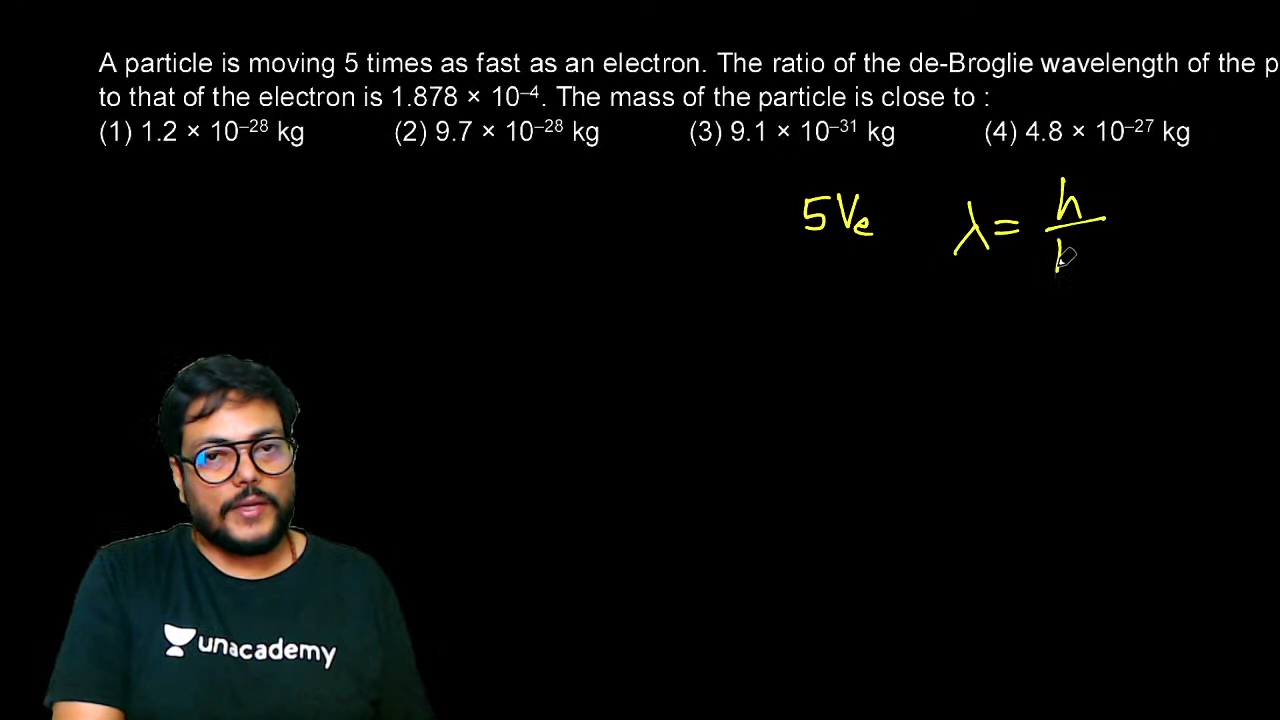 A particle is moving 5 times as fast as an electron. The ratio of the de-Broglie wavelength of the p
to that of the electron is 1.878 × 10⁻⁴. The mass of the particle is close to :
(1) 1.2 × 10⁻²⁸ kg (2) 9.7 × 10⁻²⁸ kg (3) 9.1 × 10⁻³¹ kg (4) 4.8 × 10⁻²⁷ kg
5Vₑ λ = h
unacademy